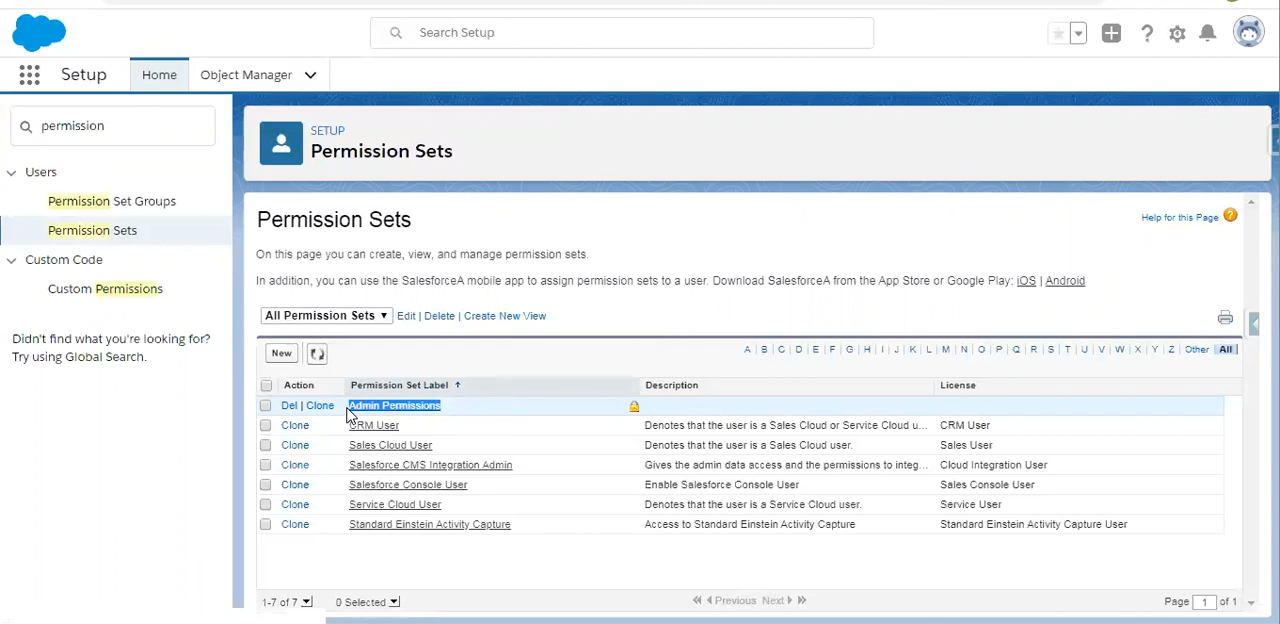 Search Setup
Setup
Home
Object Manager
permission
Users
Permission Set Groups
Permission Sets
Custom Code
Custom Permissions
Didn't find what you're looking for?
Try using Global Search.
SETUP
Permission Sets
Permission Sets
Help for this Page ?
On this page you can create, view, and manage permission sets.
In addition, you can use the SalesforceA mobile app to assign permission sets to a user. Download SalesforceA from the App Store or Google Play: iOS | Android
All Permission Sets ▼ Edit | Delete | Create New View
New
A | B | C | D | E | F | G | H | I | J | K | L | M | N | O | P | Q | R | S | T | U | V | W | X | Y | Z | Other | All
Action Permission Set Label ↑ Description License
Del | Clone Admin Permissions
Clone CRM User Denotes that the user is a Sales Cloud or Service Cloud u... CRM User
Clone Sales Cloud User Denotes that the user is a Sales Cloud user. Sales User
Clone Salesforce CMS Integration Admin Gives the admin data access and the permissions to integ... Cloud Integration User
Clone Salesforce Console User Enable Salesforce Console User Sales Console User
Clone Service Cloud User Denotes that the user is a Service Cloud user. Service User
Clone Standard Einstein Activity Capture Access to Standard Einstein Activity Capture Standard Einstein Activity Capture User
1-7 of 7 0 Selected Previous Next Page 1 of 1